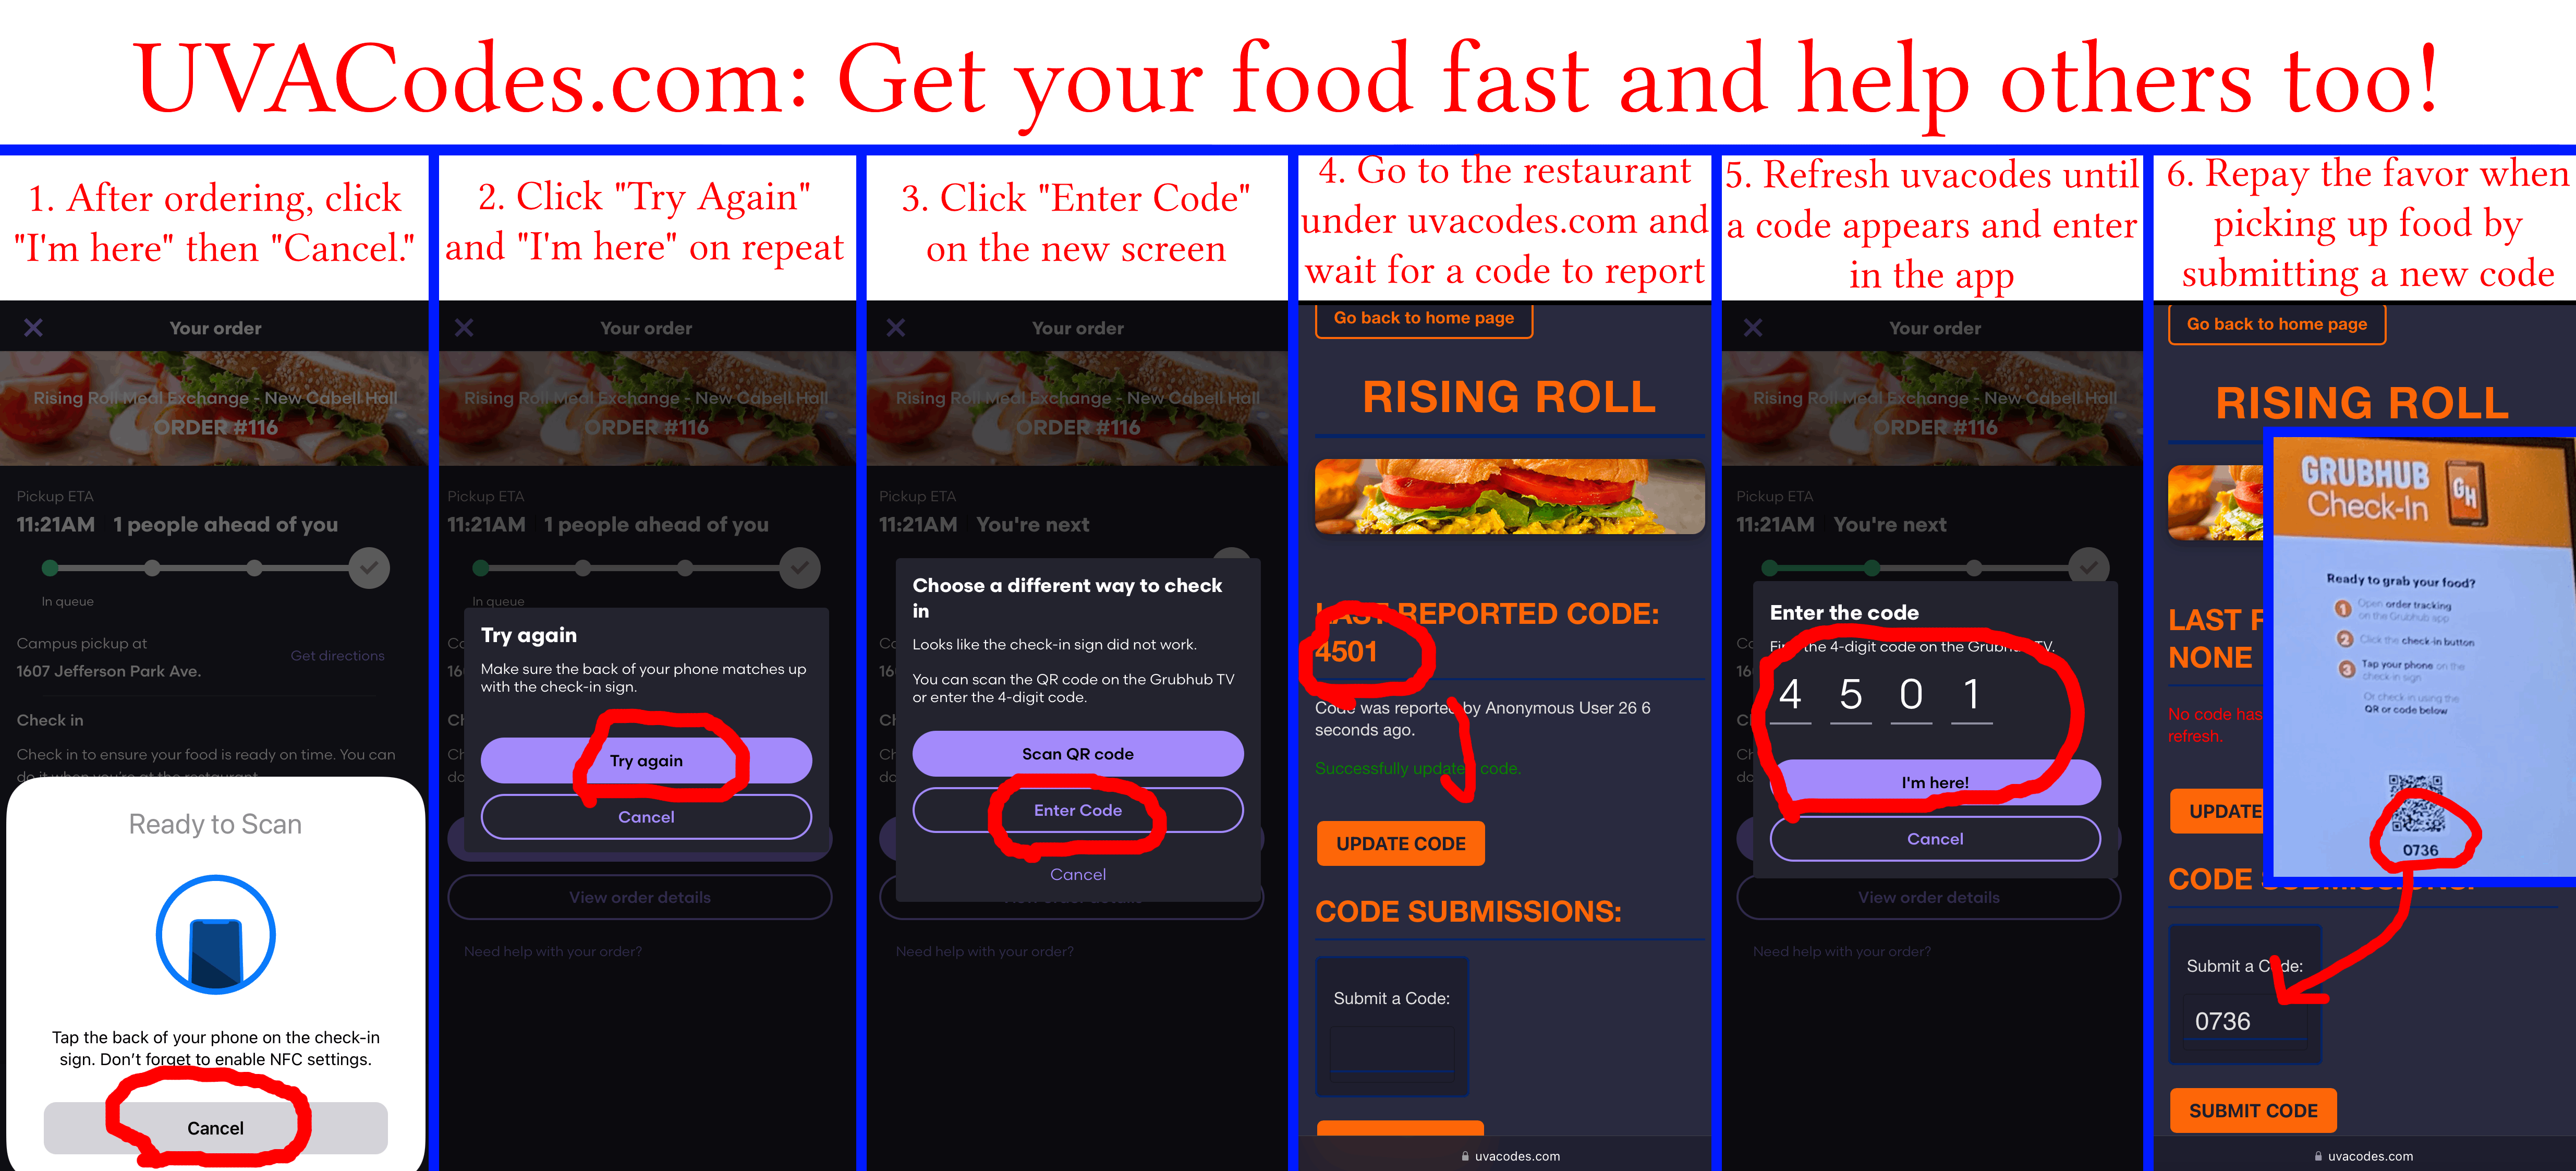 UVACodes.com: Get your food fast and help others too!
1. After ordering, click
"I'm here" then "Cancel."
Your order
Rising Roll Meal Exchange - New Cabell Hall
ORDER #116
Pickup ETA
11:21AM 1 people ahead of you
In queue
Campus pickup at
1607 Jefferson Park Ave.
Get directions
Check in
Check in to ensure your food is ready on time. You can
do it when you're at the restaurant.
Ready to Scan
Tap the back of your phone on the check-in
sign. Don't forget to enable NFC settings.
Cancel
2. Click "Try Again"
and "I'm here" on repeat
Your order
Rising Roll Meal Exchange - New Cabell Hall
ORDER #116
Pickup ETA
11:21AM 1 people ahead of you
In queue
Try again
Make sure the back of your phone matches up
with the check-in sign.
Try again
Cancel
View order details
Need help with your order?
3. Click "Enter Code"
on the new screen
Your order
Rising Roll Meal Exchange - New Cabell Hall
ORDER #116
Pickup ETA
11:21AM You're next
Choose a different way to check
in
Looks like the check-in sign did not work.
You can scan the QR code on the Grubhub TV
or enter the 4-digit code.
Scan QR code
Enter Code
Cancel
Need help with your order?
4. Go to the restaurant
under uvacodes.com and
wait for a code to report
Go back to home page
RISING ROLL
LAST REPORTED CODE:
4501
Code was reported by Anonymous User 26 6
seconds ago.
Successfully updated code.
UPDATE CODE
CODE SUBMISSIONS:
Submit a Code:
uvacodes.com
5. Refresh uvacodes until
a code appears and enter
in the app
Your order
Rising Roll Meal Exchange - New Cabell Hall
ORDER #116
Pickup ETA
11:21AM You're next
Enter the code
Find the 4-digit code on the Grubhub TV.
4 5 0 1
I'm here!
Cancel
View order details
Need help with your order?
6. Repay the favor when
picking up food by
submitting a new code
Go back to home page
RISING ROLL
GRUBHUB
Check-In
GH
Ready to grab your food?
1 Open order tracking
on the Grubhub app
2 Click the check-in button
3 Tap your phone on the
check-in sign
Or check-in using the
QR or code below
0736
LAST
NONE
No code has
refresh.
UPDATE
CODE SUBMISSIONS:
Submit a Code:
0736
SUBMIT CODE
uvacodes.com